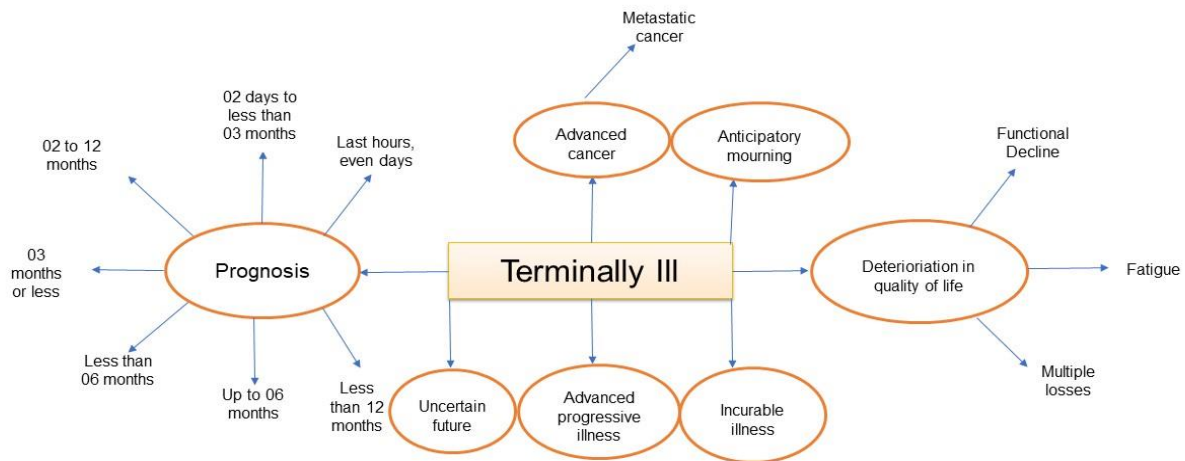 Metastatic
cancer
02 days to
less than
03 months
Last hours,
even days
02 to 12
months
Advanced
cancer
Anticipatory
mourning
Functional
Decline
03
months
or less
Prognosis
Terminally Ill
Deterioriation in
quality of life
Fatigue
Less than
06 months
Up to 06
months
Less
than 12
months
Uncertain
future
Advanced
progressive
illness
Incurable
illness
Multiple
losses